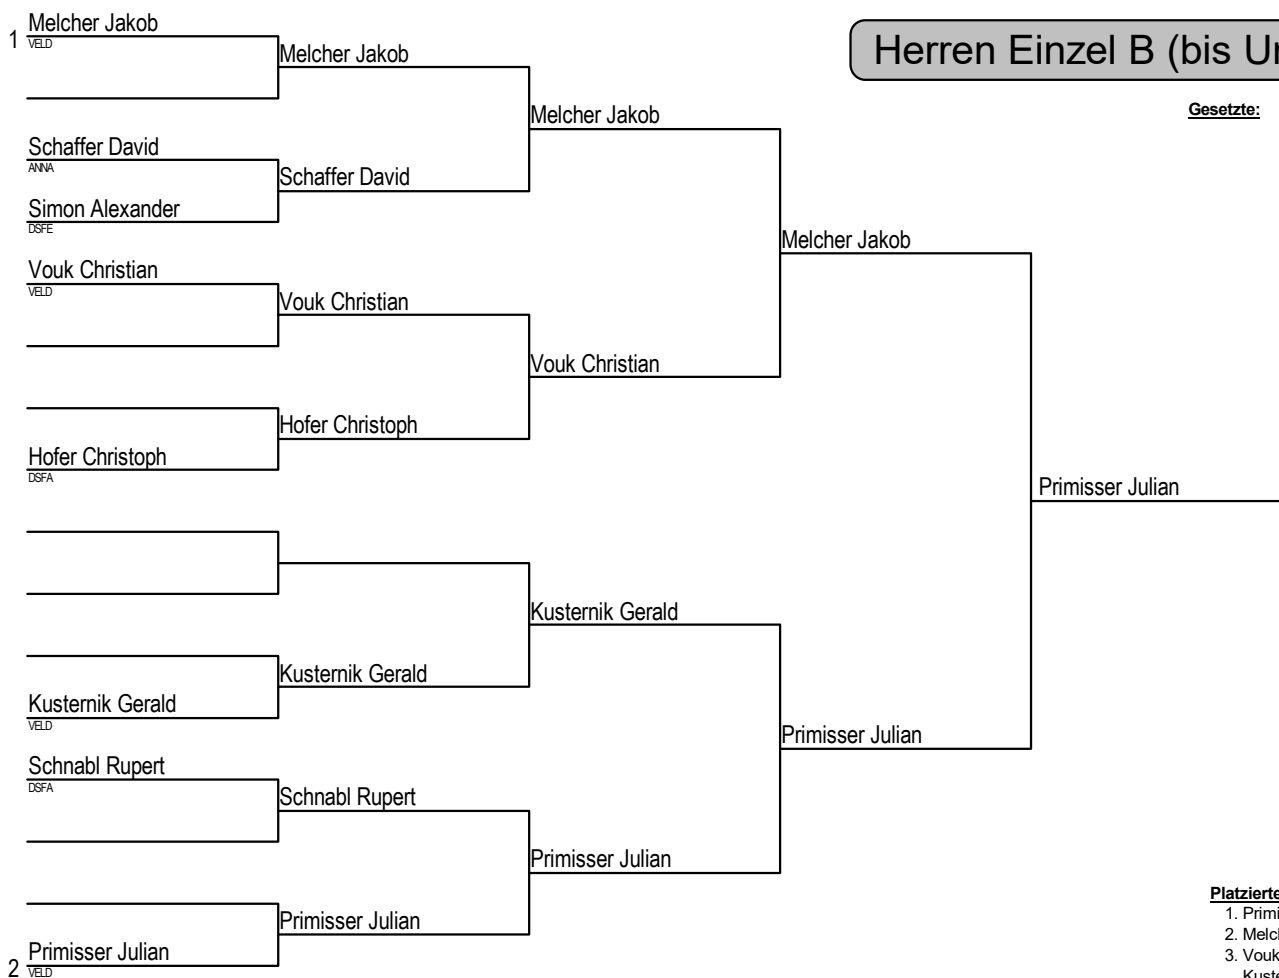 Herren Einzel B (bis
Gesetzte:
1 Melcher Jakob
VELD
Schaffer David
ANNA
Simon Alexander
DSFE
Vouk Christian
VELD
Hofer Christoph
DSFA
Kusternik Gerald
VELD
Schnabl Rupert
DSFA
2 Primisser Julian
VELD
Melcher Jakob
Schaffer David
Vouk Christian
Hofer Christoph
Kusternik Gerald
Schnabl Rupert
Primisser Julian
Melcher Jakob
Vouk Christian
Kusternik Gerald
Primisser Julian
Melcher Jakob
Primisser Julian
Primisser Julian
Platzierte
1. Primi
2. Melc
3. Vouk
Kuste